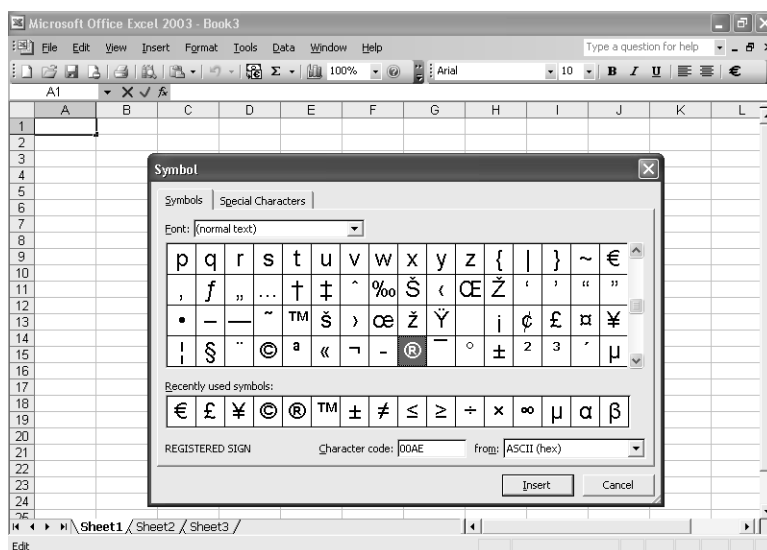 Microsoft Office Excel 2003 - Book3
File Edit View Insert Format Tools Data Window Help Type a question for help
Σ 100% Arial 10 B I U €
A1 fx
A B C D E F G H I J K L
1
2
3
4
5
6
7
8
9
10
11
12
13
14
15
16
17
18
19
20
21
22
23
24
25
Symbol
Symbols Special Characters
Font: (normal text)
p q r s t u v w x y z { | } ~ €
‚ ƒ „ … † ‡ ˆ ‰ Š ‹ Œ Ž ‘ ’ “ ”
• – — ˜ ™ š › œ ž Ÿ ¡ ¢ £ ¤ ¥
¦ § ¨ © ª « ¬ - ® ¯ ° ± ² ³ ´ µ
Recently used symbols:
€ £ ¥ © ® ™ ± ≠ ≤ ≥ ÷ × ∞ µ α β
REGISTERED SIGN Character code: 00AE from: ASCII (hex)
Insert Cancel
Sheet1 Sheet2 Sheet3
Edit